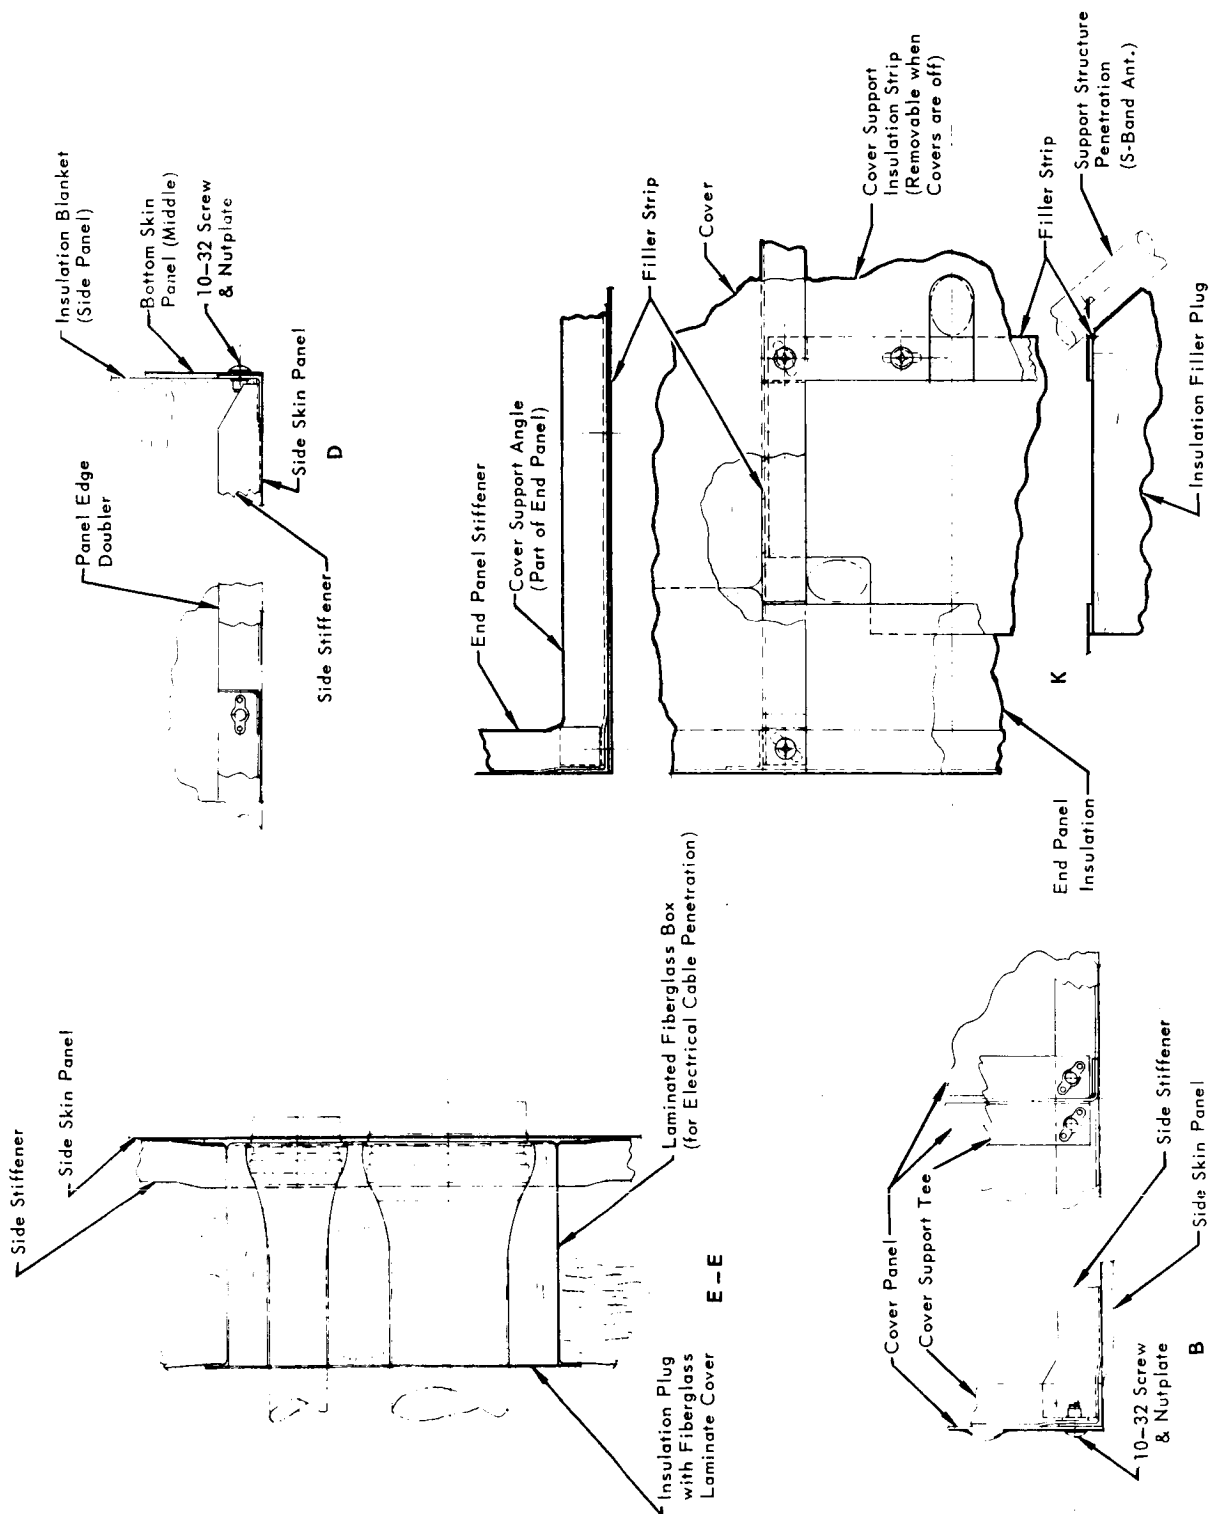 Side Stiffener
Side Skin Panel
Laminated Fiberglass Box
(for Electrical Cable Penetration)
Insulation Plug
with Fiberglass
Laminate Cover
E-E
Insulation Blanket
(Side Panel)
Bottom Skin
Panel (Middle)
10-32 Screw
& Nutplate
Panel Edge
Doubler
Side Skin Panel
Side Stiffener
D
Cover Panel
Cover Support Tee
Side Stiffener
Side Skin Panel
10-32 Screw
& Nutplate
B
End Panel Stiffener
Cover Support Angle
(Part of End Panel)
Filler Strip
Cover
Cover Support
Insulation Strip
(Removable when
Covers are off)
Filler Strip
Support Structure
Penetration
(S-Band Ant.)
End Panel
Insulation
Insulation Filler Plug
K